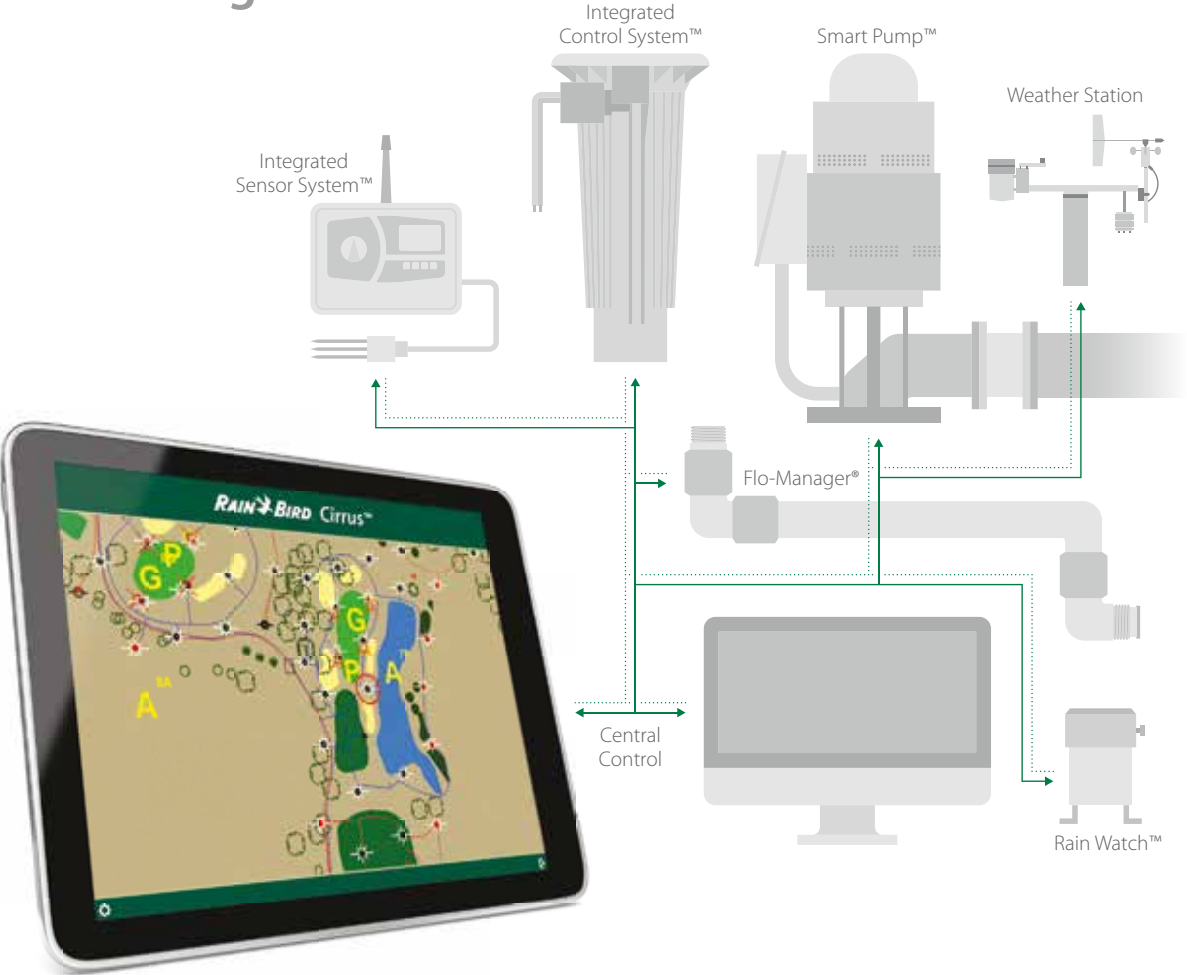 Integrated
Control System™
Smart Pump™
Weather Station
Integrated
Sensor System™
Flo-Manager®
RAIN BIRD Cirrus™
P
G
G
P
A
A
Central
Control
Rain Watch™